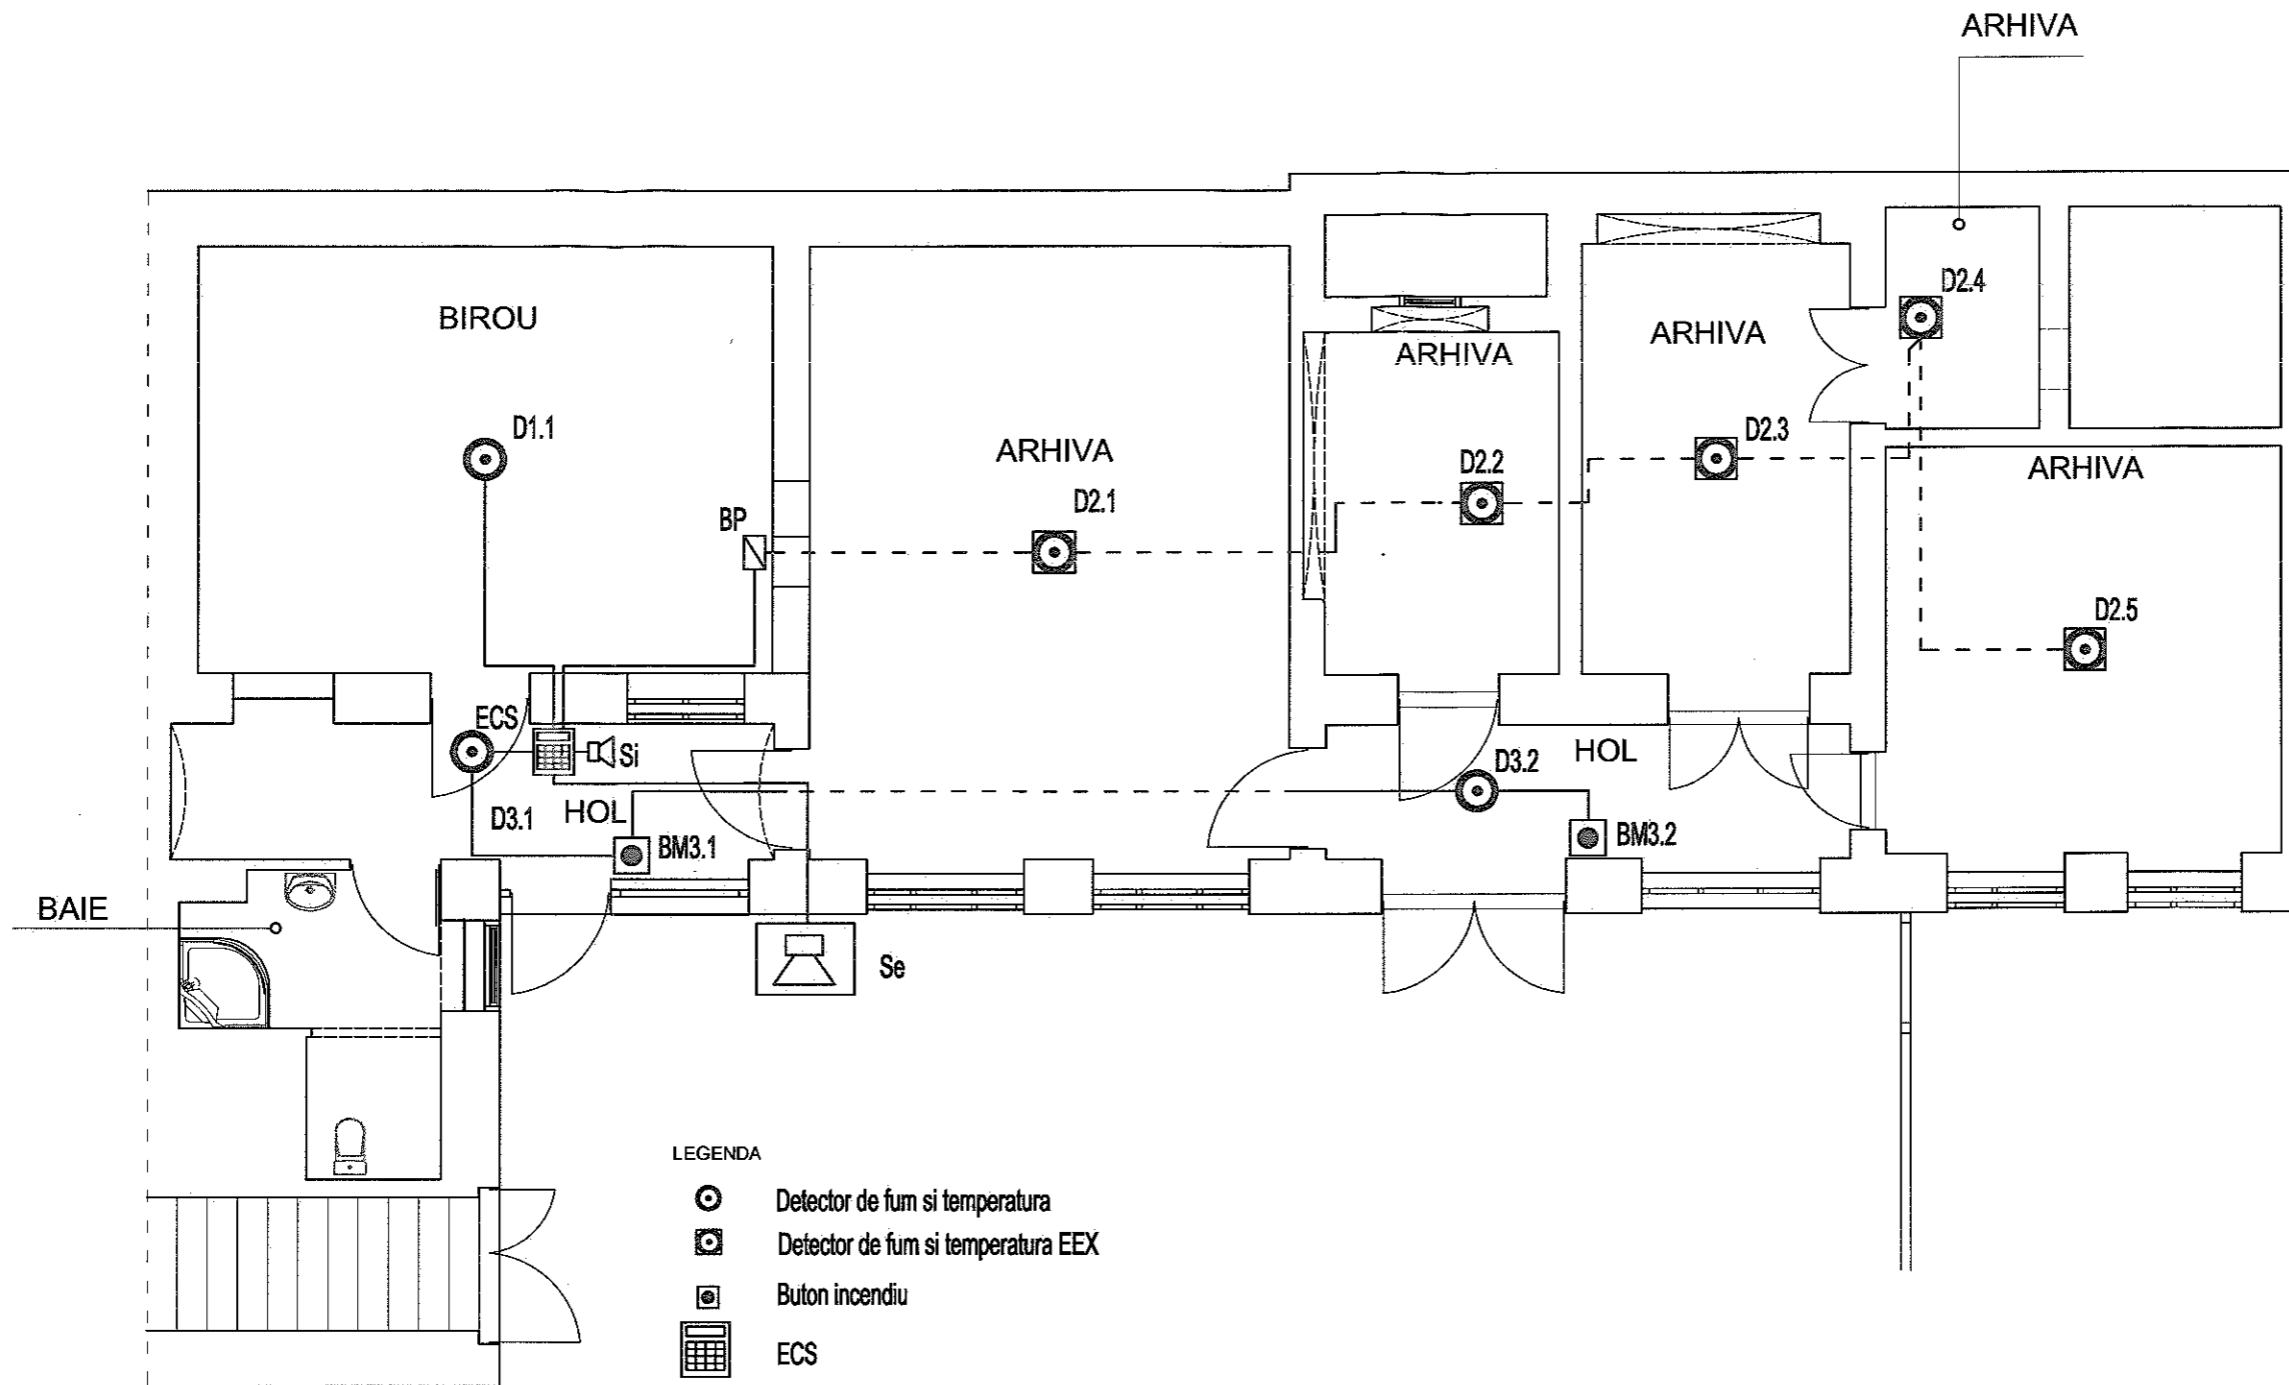 ARHIVA
BIROU
D1.1
BP
ARHIVA
D2.1
ARHIVA
D2.2
ARHIVA
D2.3
D2.4
ARHIVA
D2.5
ECS
Si
D3.1
HOL
BM3.1
D3.2
HOL
BM3.2
BAIE
Se
LEGENDA
Detector de fum si temperatura
Detector de fum si temperatura EEX
Buton incendiu
ECS